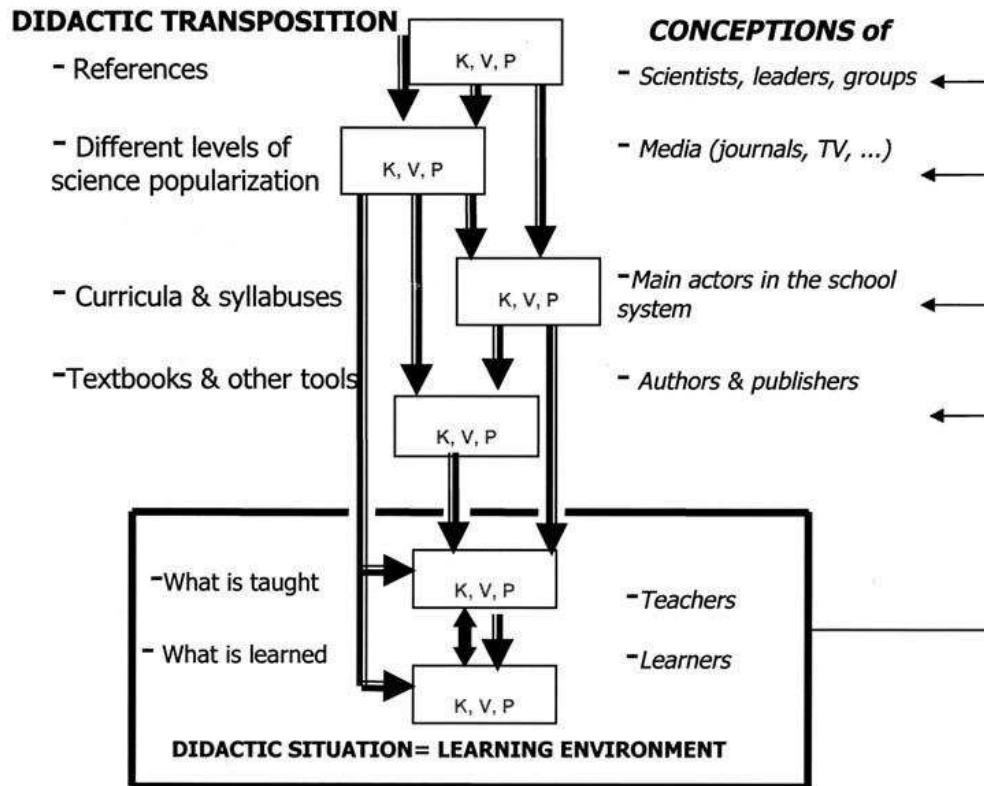 DIDACTIC TRANSPOSITION
CONCEPTIONS of
K, V, P
- References
- Scientists, leaders, groups
- Different levels of
science popularization
K, V, P
- Media (journals, TV, ...)
- Curricula & syllabuses
K, V, P
- Main actors in the school
system
-Textbooks & other tools
- Authors & publishers
K, V, P
-What is taught
K, V, P
-Teachers
- What is learned
K, V, P
-Learners
DIDACTIC SITUATION= LEARNING ENVIRONMENT